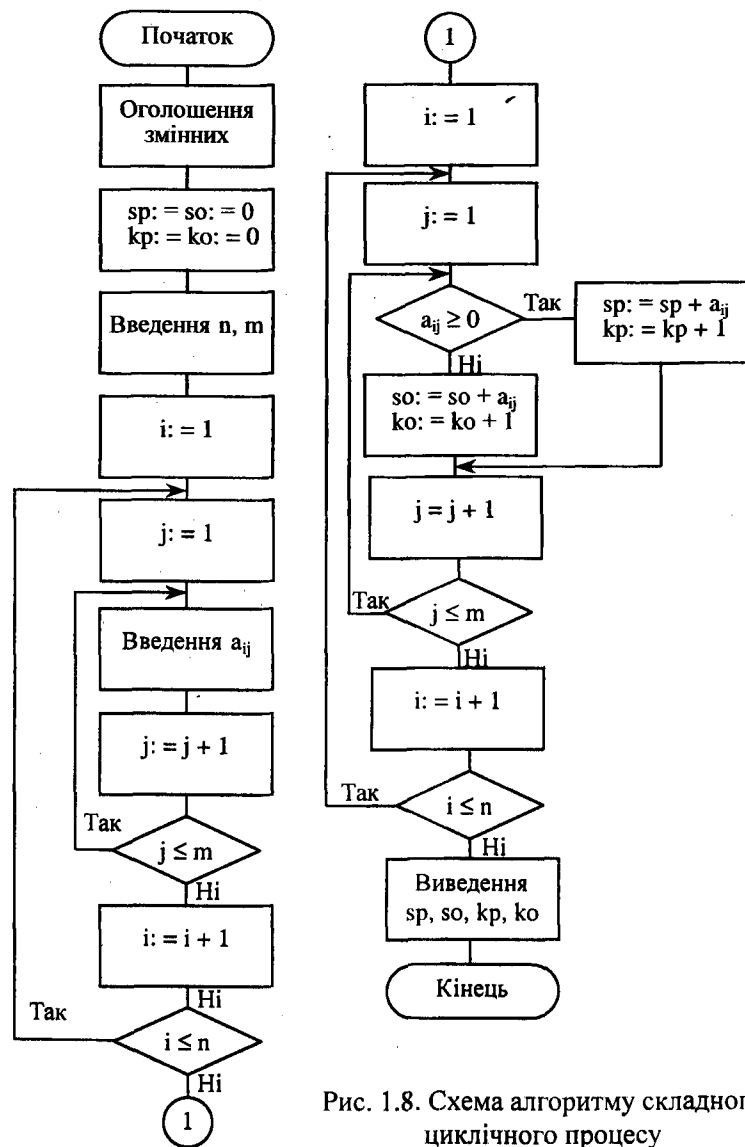 Початок
Оголошення
змінних
sp: = so: = 0
kp: = ko: = 0
Введення n, m
i: = 1
j: = 1
Введення aij
j: = j + 1
Так
j ≤ m
Ні
i: = i + 1
Ні
Так
i ≤ n
Ні
1
1
i: = 1
j: = 1
aij ≥ 0
Так
sp: = sp + aij
kp: = kp + 1
Ні
so: = so + aij
ko: = ko + 1
j = j + 1
Так
j ≤ m
Ні
i: = i + 1
Так
i ≤ n
Ні
Виведення
sp, so, kp, ko
Кінець
Рис. 1.8. Схема алгоритму складног
циклічного процесу